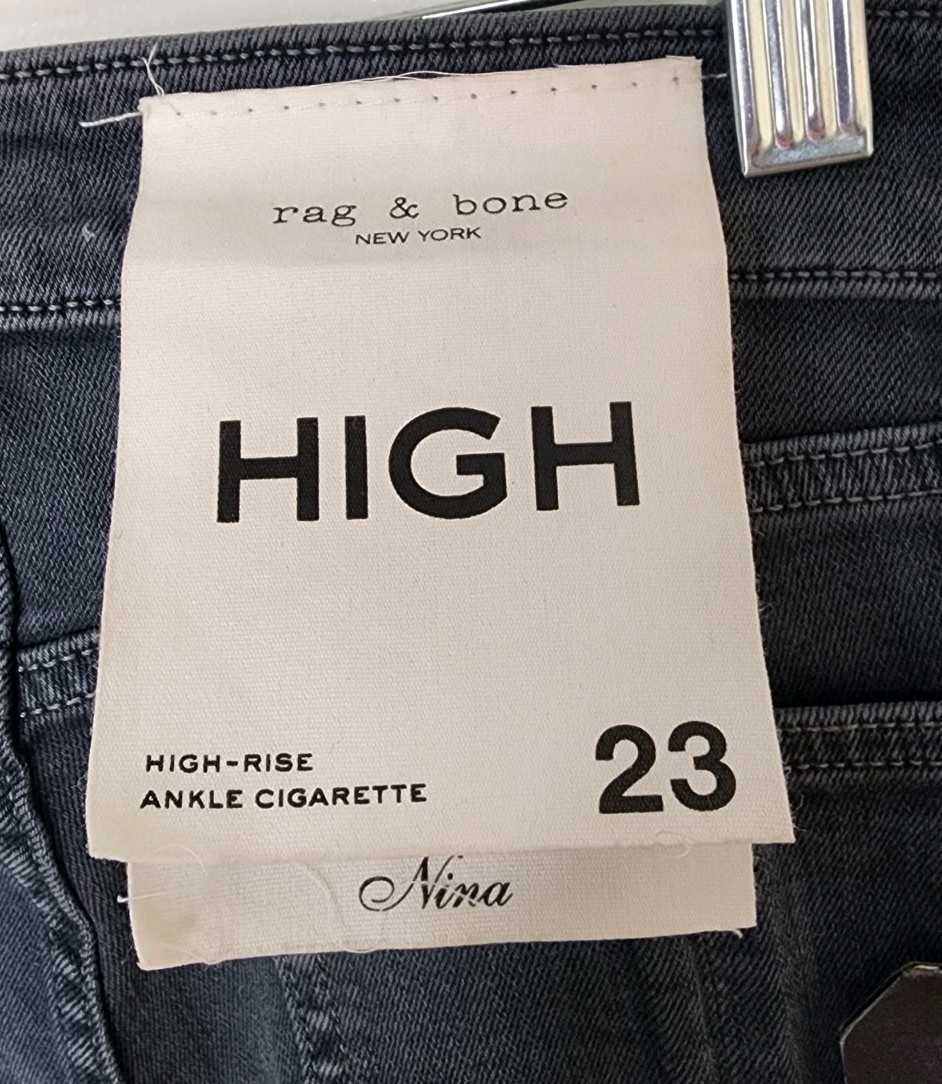 rag & bone
NEW YORK
HIGH
HIGH-RISE
ANKLE CIGARETTE
23
Nina